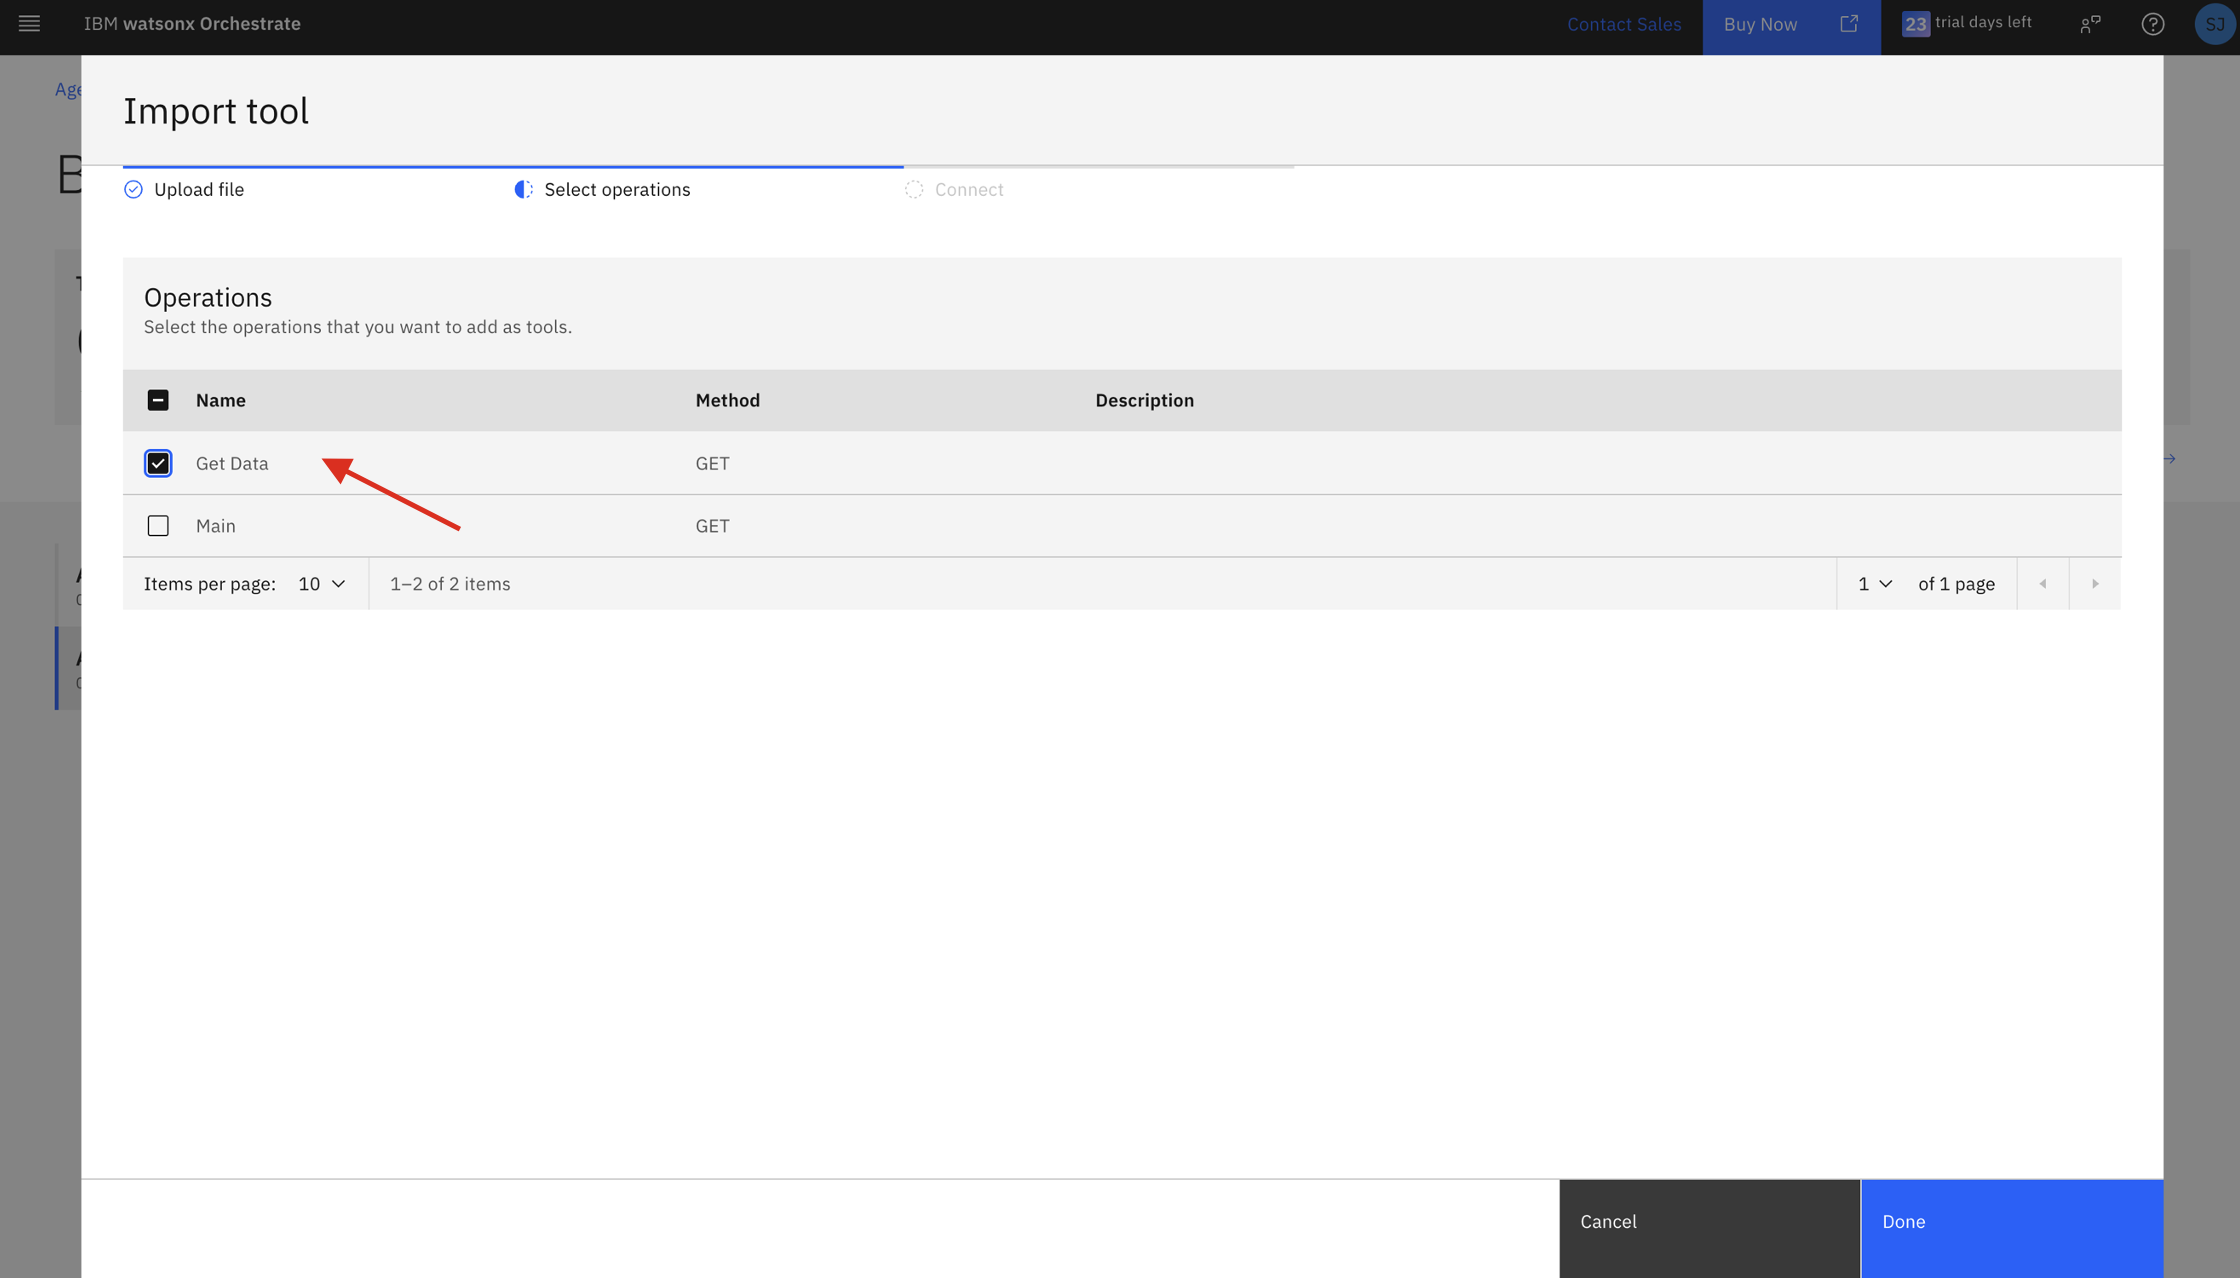 IBM watsonx Orchestrate
Contact Sales
Buy Now
23 trial days left
SJ
Import tool
Upload file
Select operations
Connect
Operations
Select the operations that you want to add as tools.
Name Method Description
Get Data GET
Main GET
Items per page: 10 1–2 of 2 items 1 of 1 page
Cancel Done